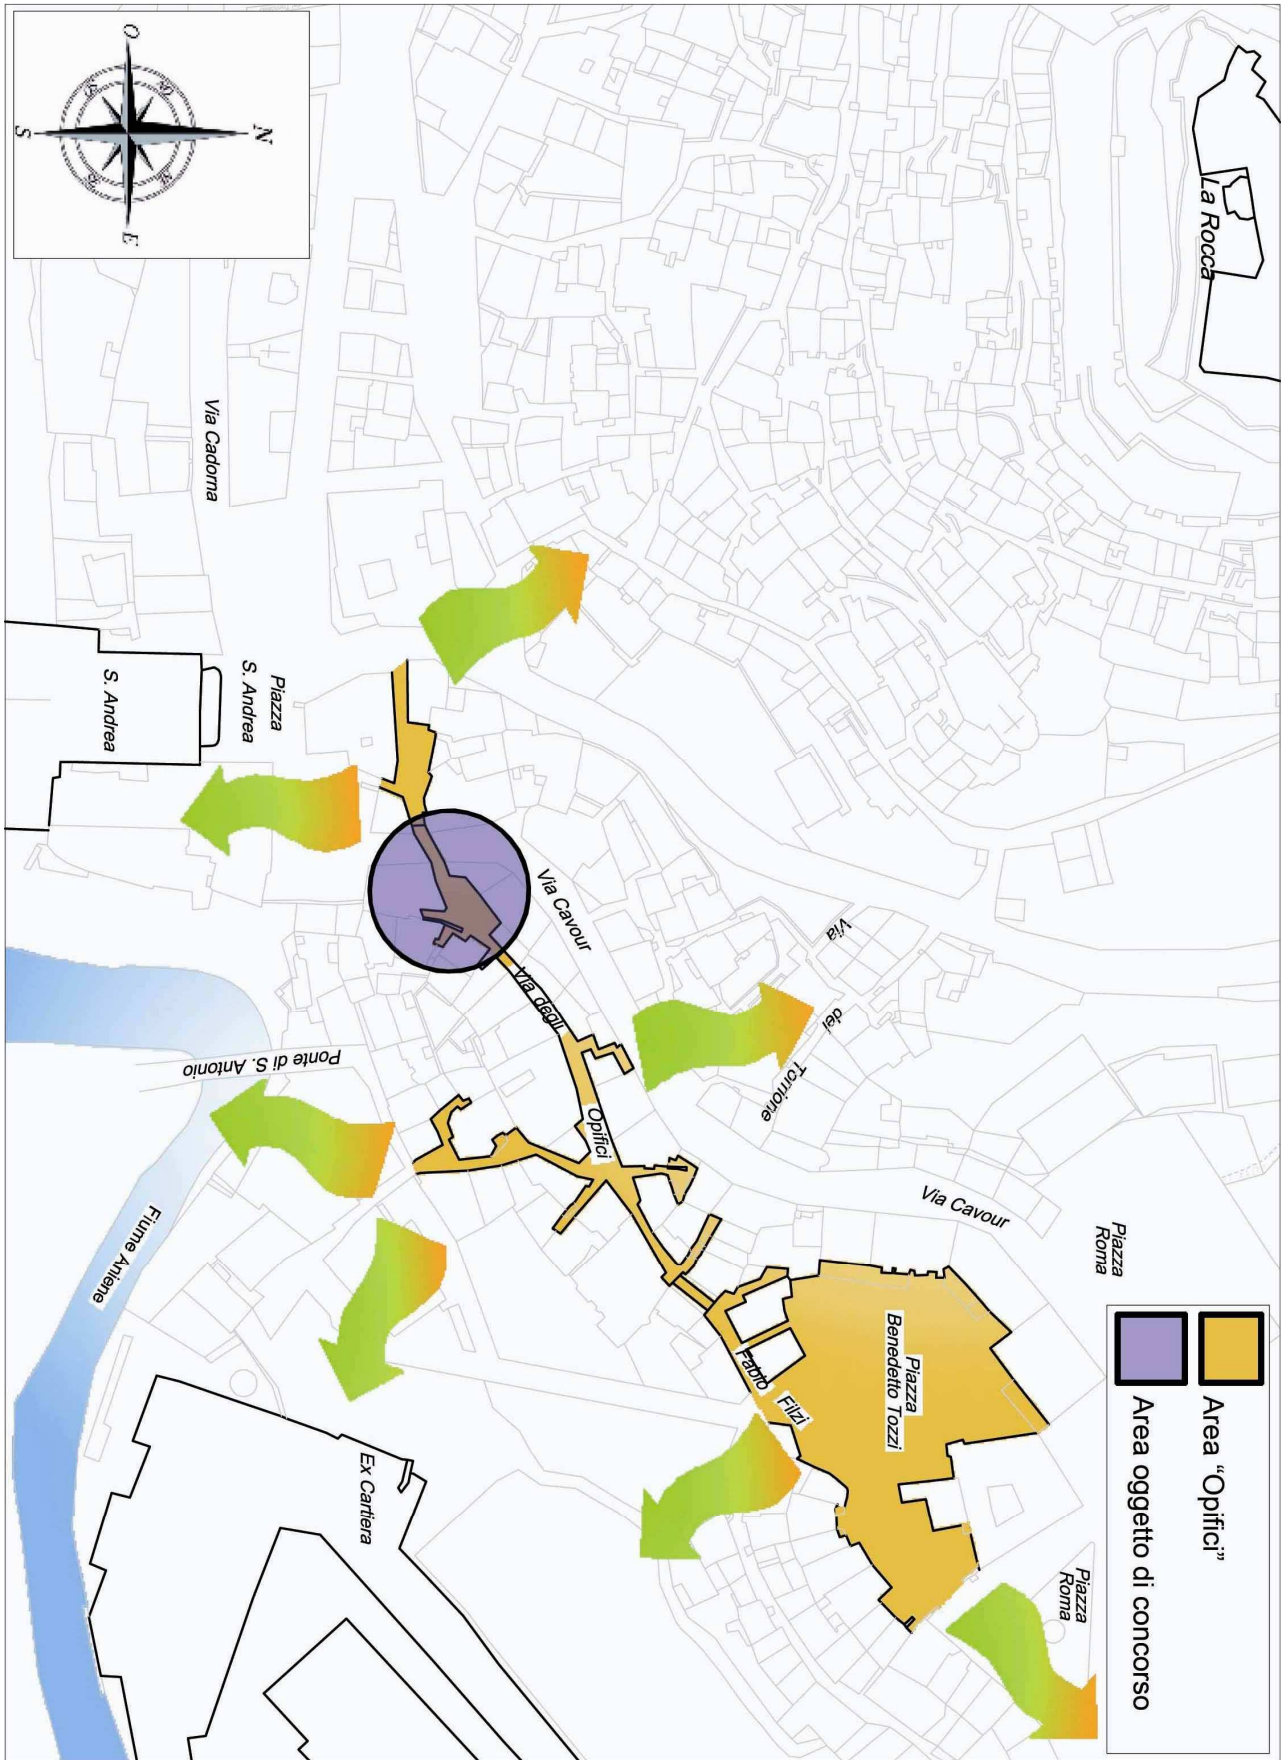 La Rocca
Area "Opifici"
Area oggetto di concorso
Piazza
Roma
Piazza
Roma
Via Cavour
Piazza
Benedetto Tozzi
Via
del
Torrione
Fabio
Filzi
Via Cavour
Via degli
Opifici
Ex Cartiera
Piazza
S. Andrea
Ponte di S. Antonio
N
Via Cadorna
O
E
S
Fiume Aniene
S. Andrea